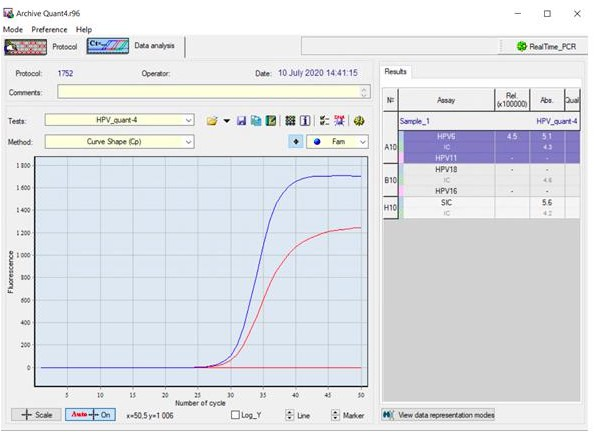 Archive Quant4.r96
Mode Preference Help
Protocol Data analysis RealTime_PCR
Protocol: 1752 Operator: Date: 10 July 2020 14:41:15
Comments:
Tests: HPV_quant-4
Method: Curve Shape (Cp) Fam
Results
№ Assay Rel. (x100000) Abs. Qual
Sample_1 HPV_quant-4
A10 HPV6 4.5 5.1
IC 4.3
HPV11 - -
B10 HPV18 - -
IC 4.6
HPV16 - -
H10 SIC 5.6
IC 4.2
Fluorescence
1 800
1 600
1 400
1 200
1 000
800
600
400
200
0
5 10 15 20 25 30 35 40 45 50
Number of cycle
Scale Auto On x=50,5 y=1 006 Log_Y Line Marker
View data representation modes